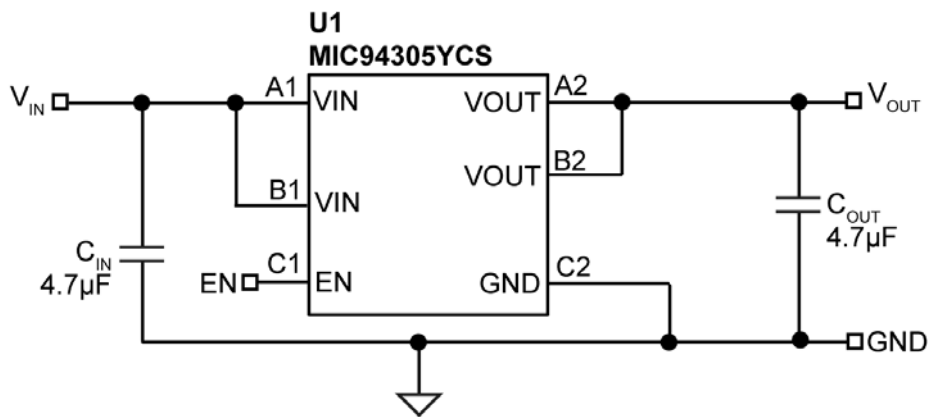 U1
MIC94305YCS
VIN
A1
VIN
VOUT
A2
VOUT
B1
VIN
VOUT
B2
CIN
4.7µF
COUT
4.7µF
EN
C1
EN
GND
C2
GND